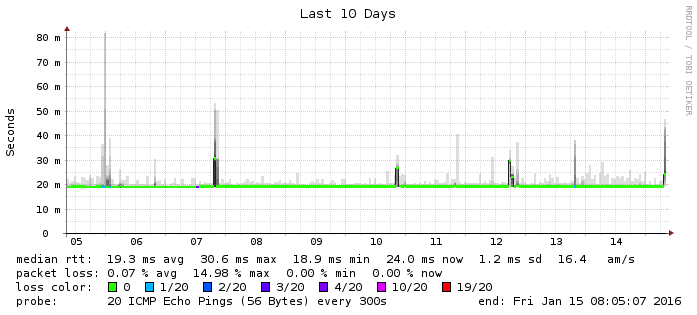 Last 10 Days
RRDTOOL / TOBI OETIKER
Seconds
80 m
70 m
60 m
50 m
40 m
30 m
20 m
10 m
0
05 06 07 08 09 10 11 12 13 14
median rtt: 19.3 ms avg 30.6 ms max 18.9 ms min 24.0 ms now 1.2 ms sd 16.4 am/s
packet loss: 0.07 % avg 14.98 % max 0.00 % min 0.00 % now
loss color: 0 1/20 2/20 3/20 4/20 10/20 19/20
probe: 20 ICMP Echo Pings (56 Bytes) every 300s end: Fri Jan 15 08:05:07 2016